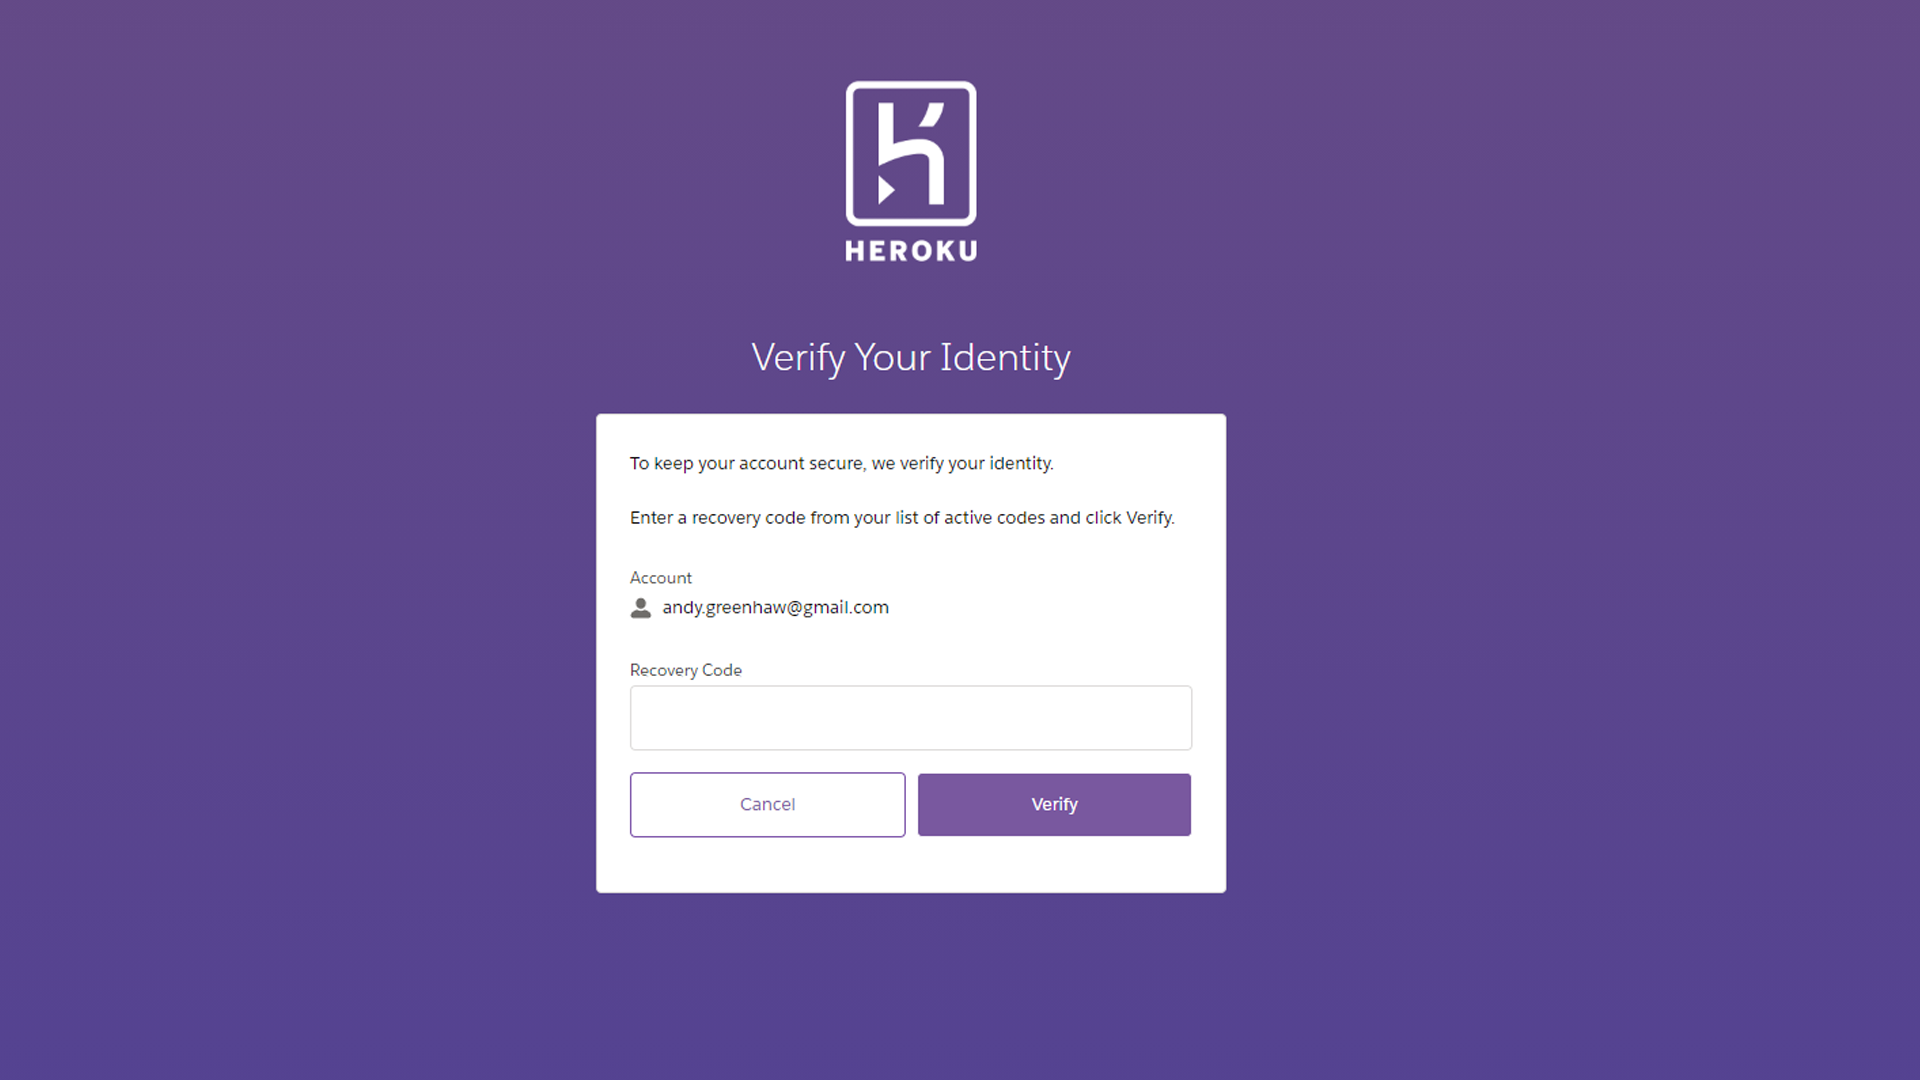 HEROKU
Verify Your Identity
To keep your account secure, we verify your identity.
Enter a recovery code from your list of active codes and click Verify.
Account
andy.greenhaw@gmail.com
Recovery Code
Cancel
Verify